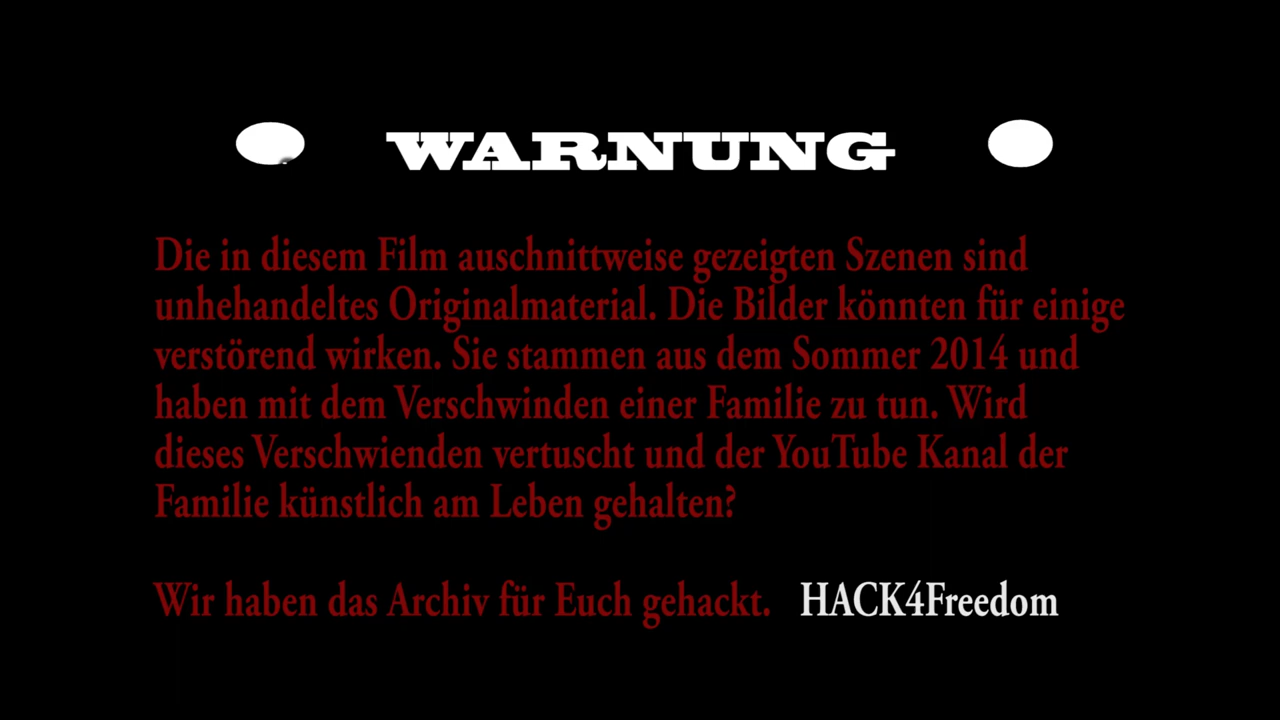 WARNUNG
Die in diesem Film auschnittweise gezeigten Szenen sind
unhehandeltes Originalmaterial. Die Bilder könnten für einige
verstörend wirken. Sie stammen aus dem Sommer 2014 und
haben mit dem Verschwinden einer Familie zu tun. Wird
dieses Verschwienden vertuscht und der YouTube Kanal der
Familie künstlich am Leben gehalten?
Wir haben das Archiv für Euch gehackt. HACK4Freedom